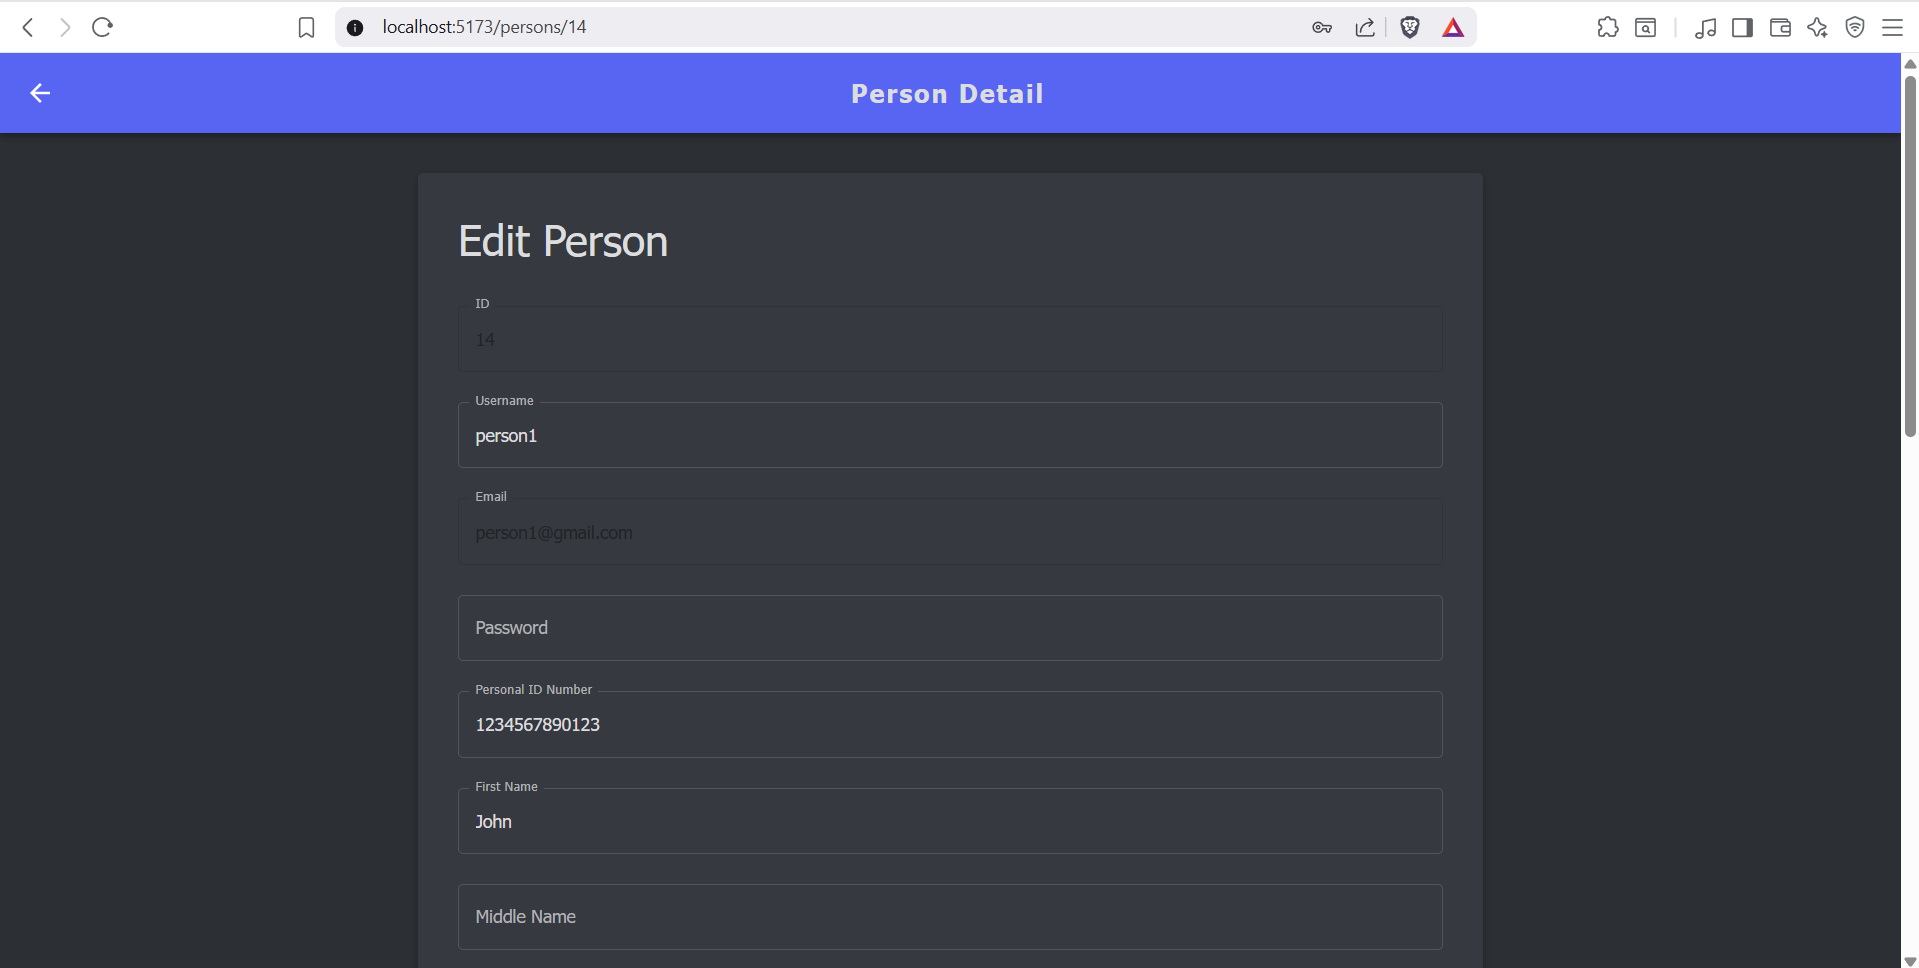 localhost:5173/persons/14
Person Detail
Edit Person
ID
14
Username
person1
Email
person1@gmail.com
Password
Personal ID Number
1234567890123
First Name
John
Middle Name